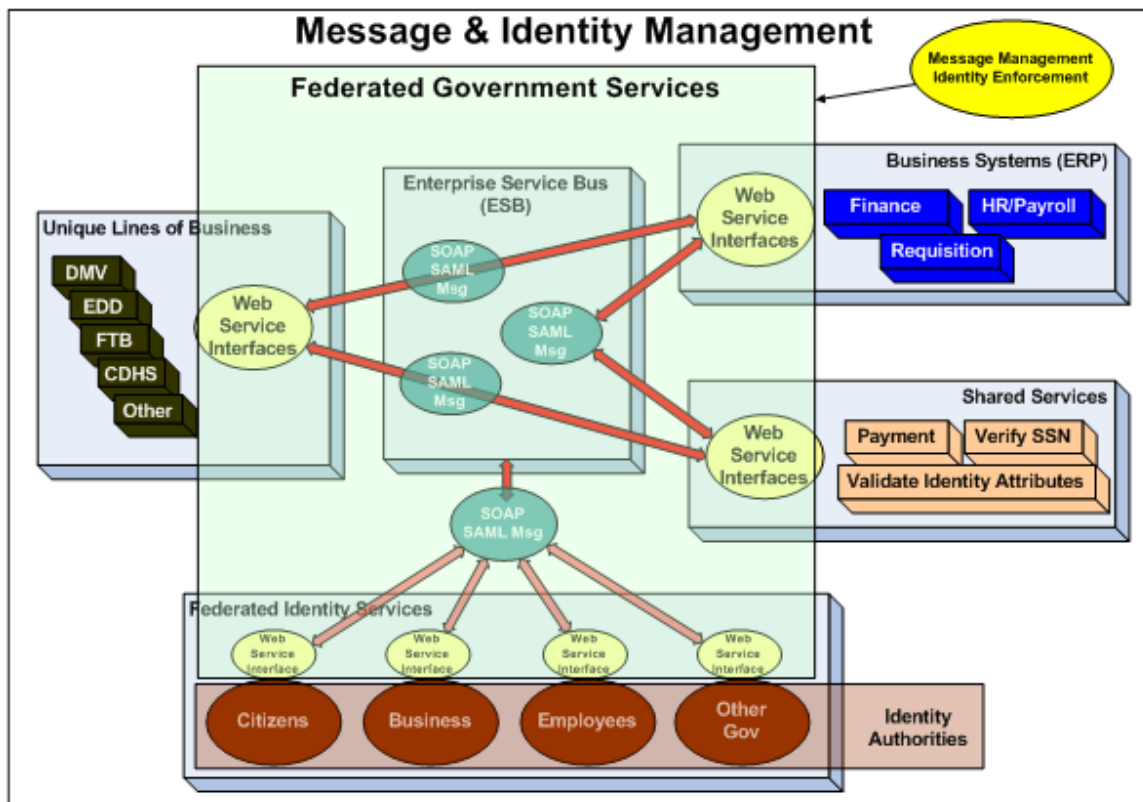 Message & Identity Management
Message Management
Identity Enforcement
Federated Government Services
Business Systems (ERP)
Enterprise Service Bus
(ESB)
Web
Service
Interfaces
Finance
HR/Payroll
Requisition
Unique Lines of Business
DMV
EDD
FTB
CDHS
Other
Web
Service
Interfaces
SOAP
SAML
Msg
SOAP
SAML
Msg
SOAP
SAML
Msg
Shared Services
Web
Service
Interfaces
Payment
Verify SSN
Validate Identity Attributes
SOAP
SAML Msg
Federated Identity Services
Web
Service
Interface
Web
Service
Interface
Web
Service
Interface
Web
Service
Interface
Citizens
Business
Employees
Other
Gov
Identity
Authorities